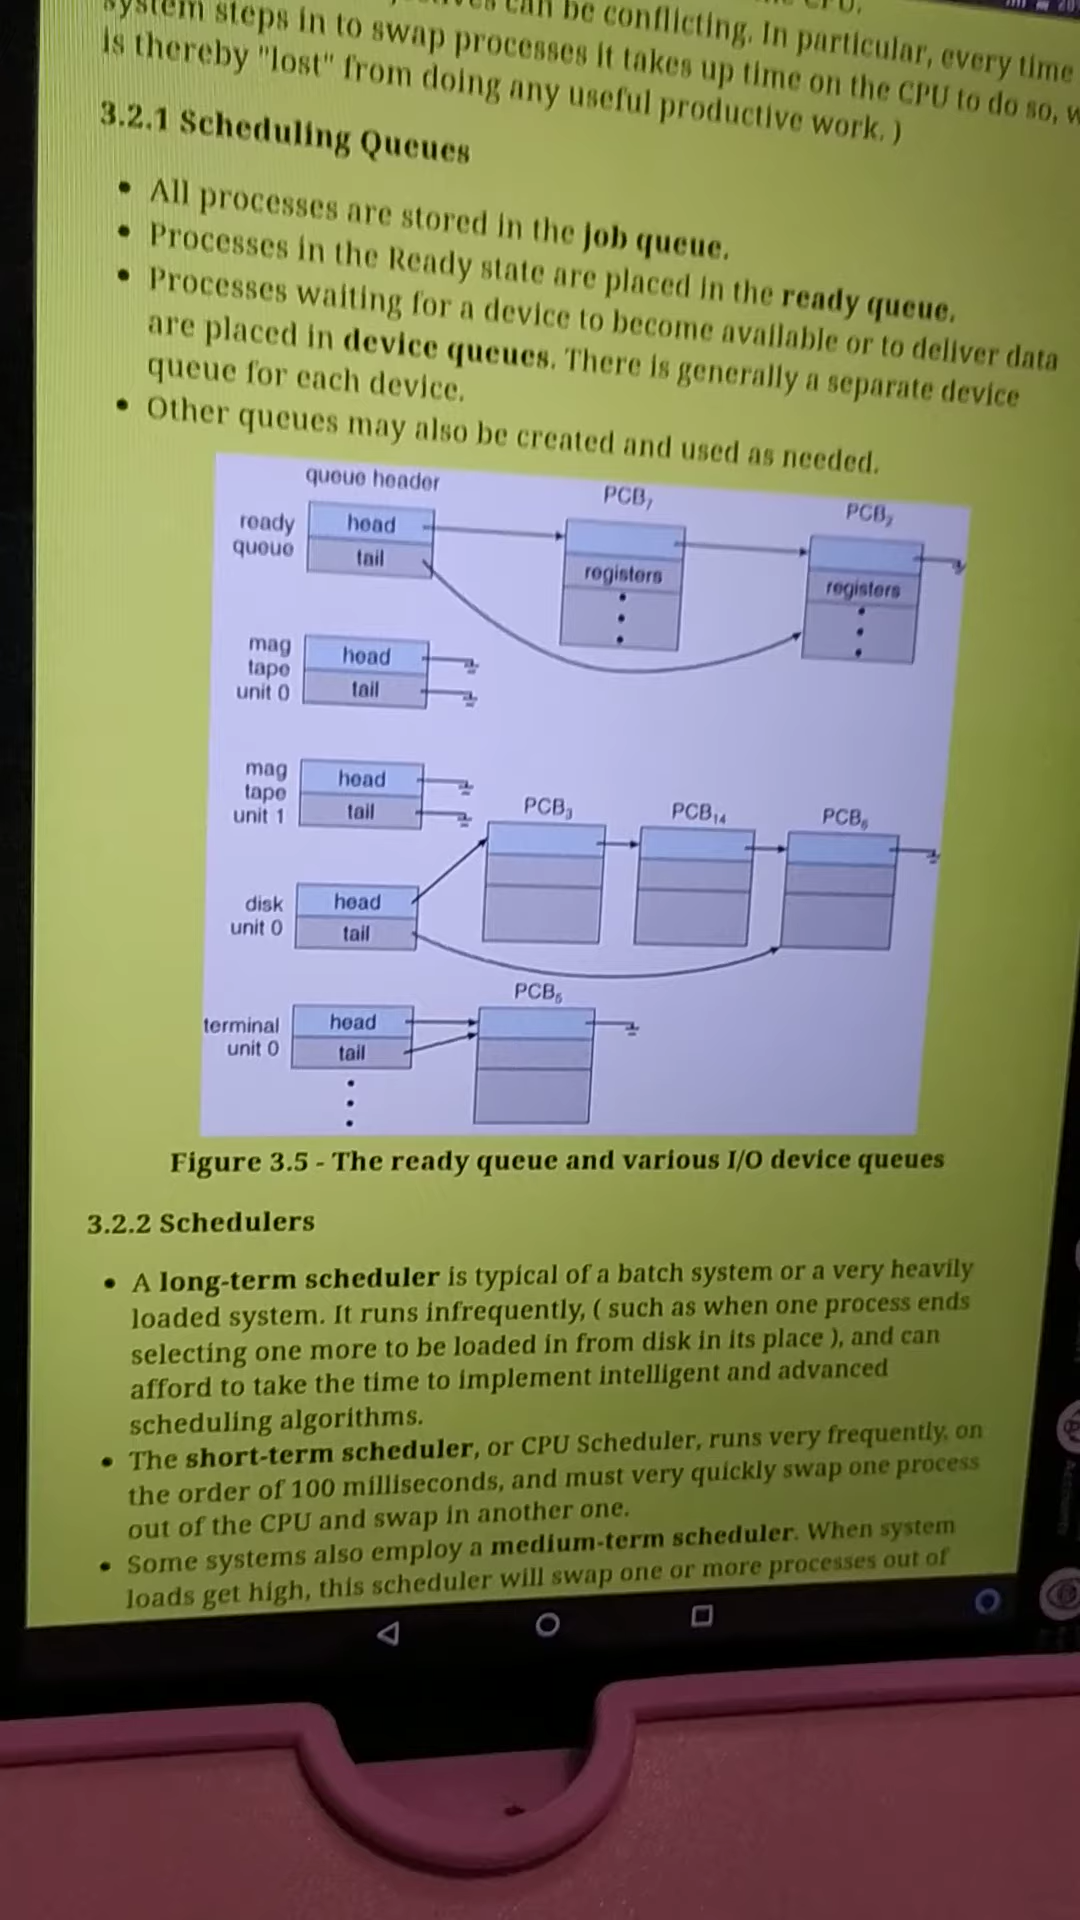 can be conflicting. In particular, every time
system steps in to swap processes it takes up time on the CPU to do so,
is thereby "lost" from doing any useful productive work. )
3.2.1 Scheduling Queues
• All processes are stored in the job queue.
• Processes in the Ready state are placed in the ready queue.
• Processes waiting for a device to become available or to deliver data
are placed in device queues. There is generally a separate device
queue for each device.
• Other queues may also be created and used as needed.
queue header PCB7 PCB2
ready head
queue tail
registers registers
mag
tape head
unit 0 tail
mag
tape head
unit 1 tail
PCB3 PCB14 PCB6
disk head
unit 0 tail
PCB5
terminal head
unit 0 tail
Figure 3.5 - The ready queue and various I/O device queues
3.2.2 Schedulers
• A long-term scheduler is typical of a batch system or a very heavily
loaded system. It runs infrequently, ( such as when one process ends
selecting one more to be loaded in from disk in its place ), and can
afford to take the time to implement intelligent and advanced
scheduling algorithms.
• The short-term scheduler, or CPU Scheduler, runs very frequently, on
the order of 100 milliseconds, and must very quickly swap one process
out of the CPU and swap in another one.
• Some systems also employ a medium-term scheduler. When system
loads get high, this scheduler will swap one or more processes out of